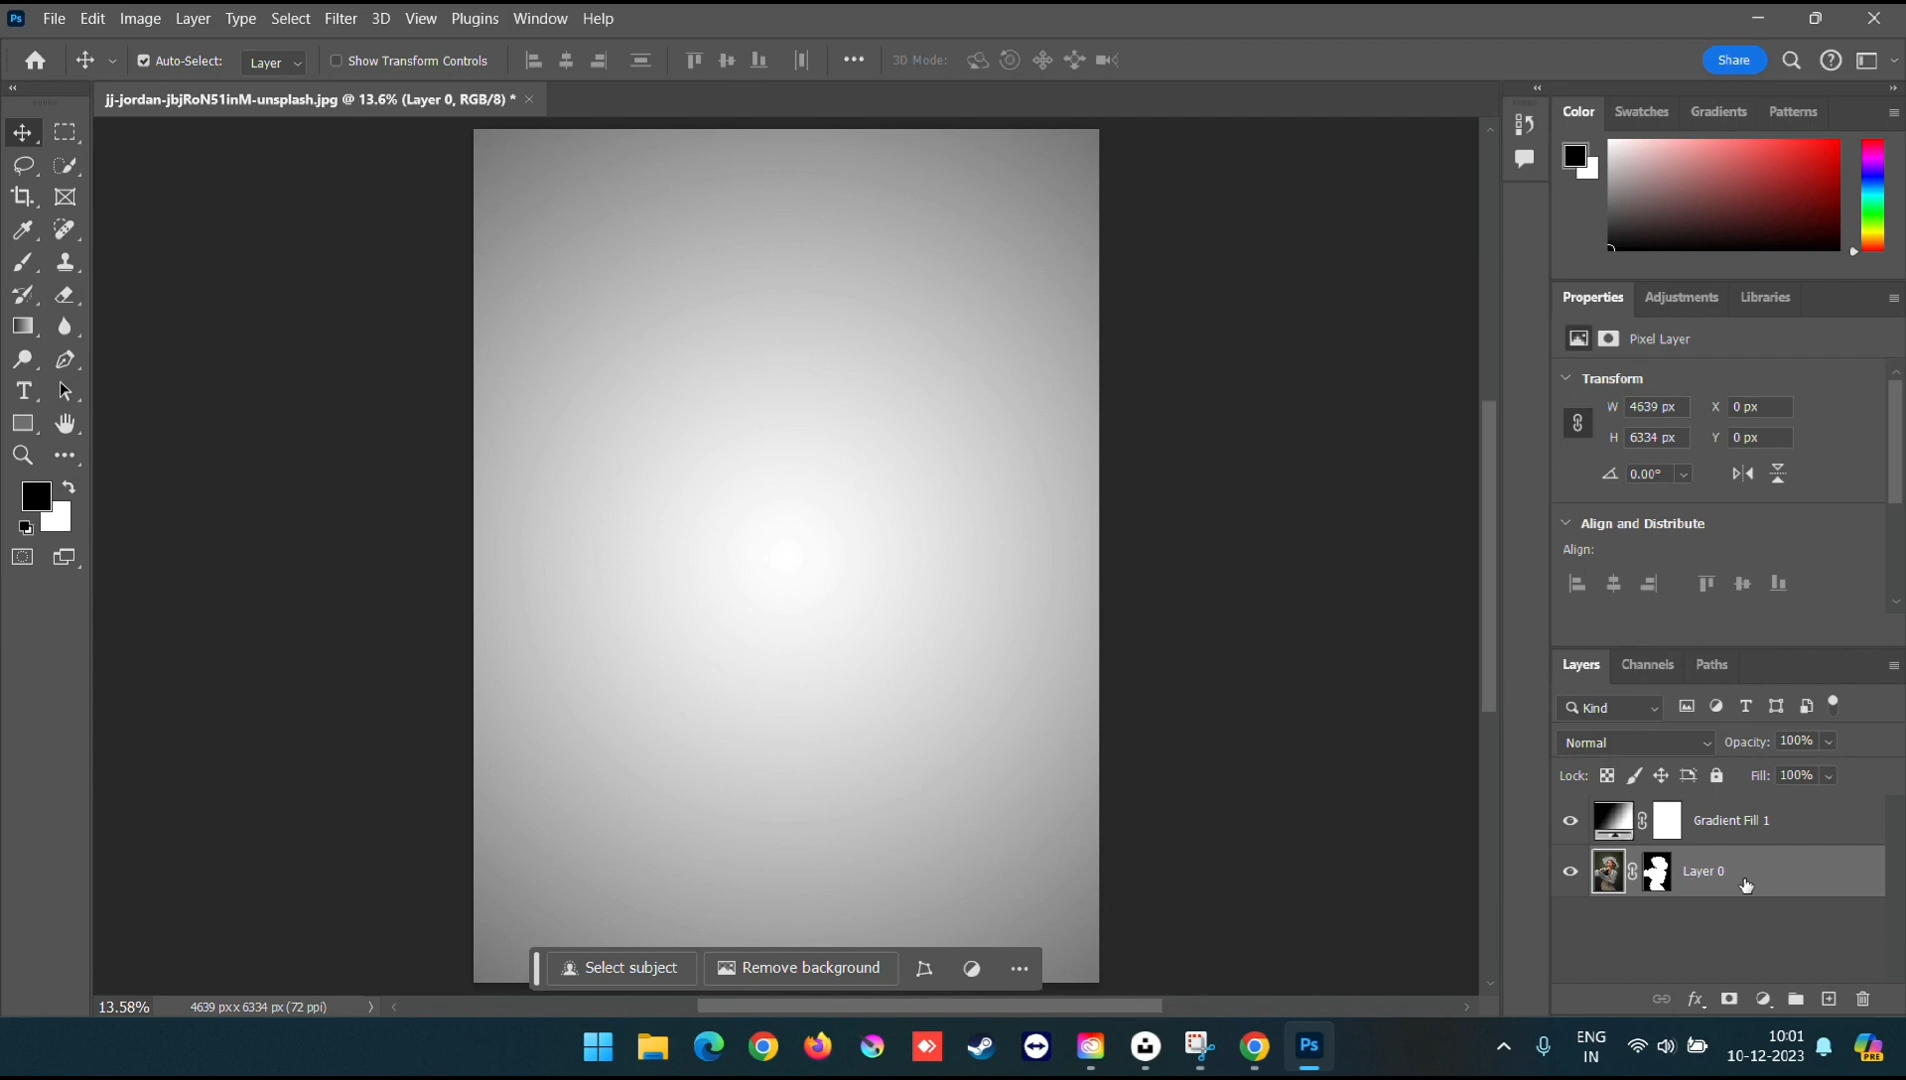 Ps File Edit Image Layer Type Select Filter 3D View Plugins Window Help
Auto-Select: Layer Show Transform Controls 3D Mode: Share
jj-jordan-jbjRoN51inM-unsplash.jpg @ 13.6% (Layer 0, RGB/8) *
Color Swatches Gradients Patterns
Properties Adjustments Libraries
Pixel Layer
Transform
W 4639 px X 0 px
H 6334 px Y 0 px
0.00°
Align and Distribute
Align:
Layers Channels Paths
Kind
Normal Opacity: 100%
Lock: Fill: 100%
Gradient Fill 1
Layer 0
Select subject Remove background
13.58% 4639 px x 6334 px (72 ppi)
Ps
ENG
IN
10:01
10-12-2023
PRE